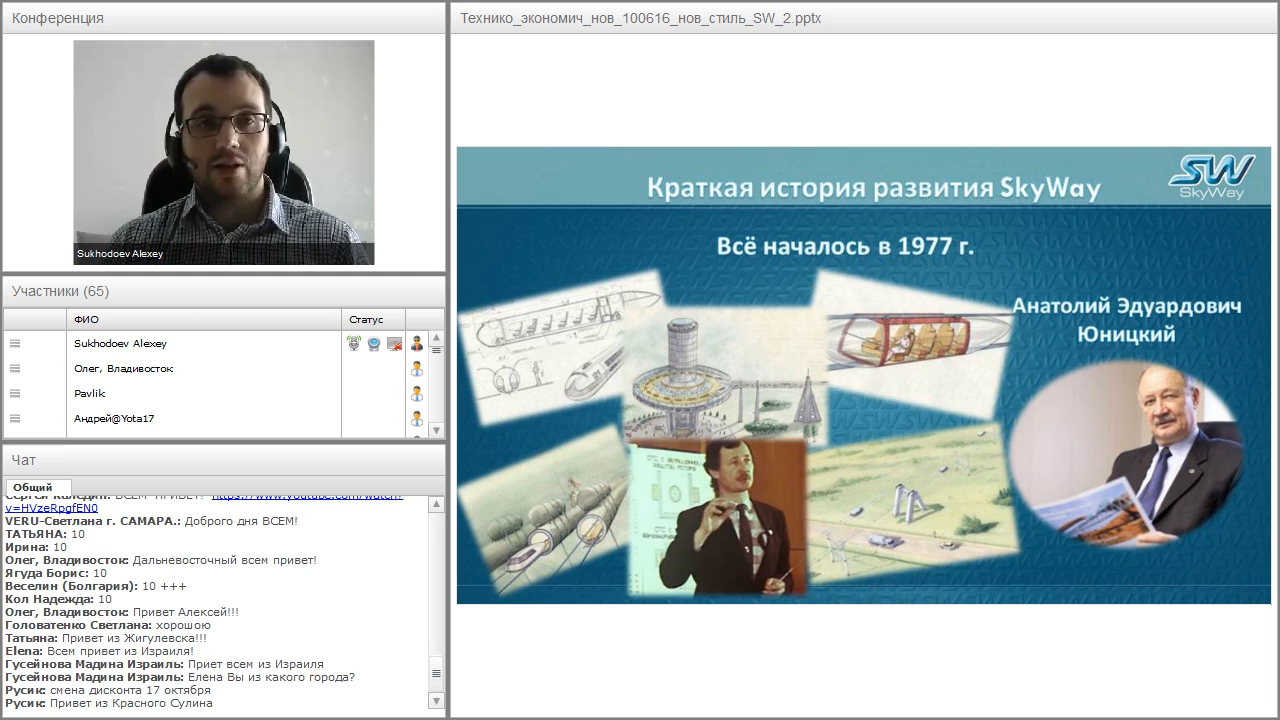 Конференция
Sukhodoev Alexey
Участники (65)
ФИО
Статус
Sukhodoev Alexey
Олег, Владивосток
Pavlik
Андрей@Yota17
Чат
Общий
v=HVzeRpgfEN0
VERU-Светлана г. САМАРА.: Доброго дня ВСЕМ!
ТАТЬЯНА: 10
Ирина: 10
Олег, Владивосток: Дальневосточный всем привет!
Ягуда Борис: 10
Веселин (Болгария): 10 +++
Кол Надежда: 10
Олег, Владивосток: Привет Алексей!!!
Головатенко Светлана: хорошою
Татьяна: Привет из Жигулевска!!!
Elena: Всем привет из Израиля!
Гусейнова Мадина Израиль: Приет всем из Израиля
Гусейнова Мадина Израиль: Елена Вы из какого города?
Русик: смена дисконта 17 октября
Русик: Привет из Красного Сулина
Технико_экономич_нов_100616_нов_стиль_SW_2.pptx
Краткая история развития SkyWay
SW
SkyWay
Всё началось в 1977 г.
Анатолий Эдуардович
Юницкий